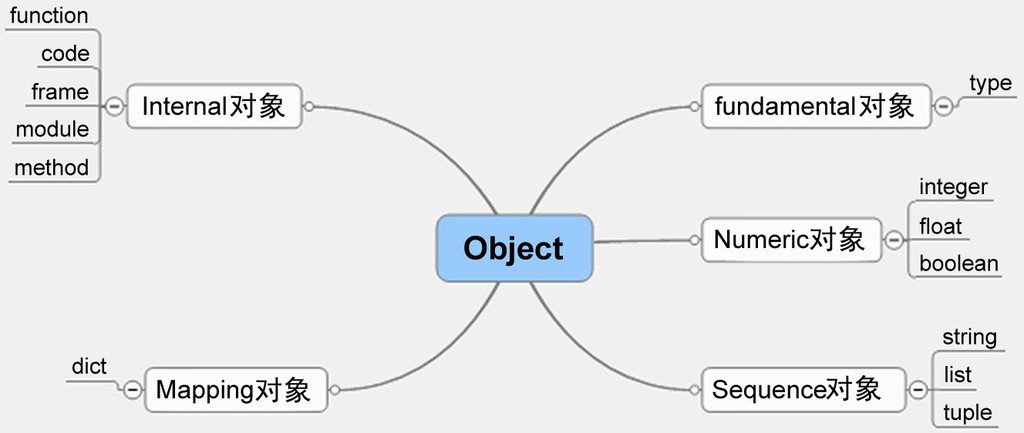 function
code
frame
module
method
Internal对象
fundamental对象
type
Object
Numeric对象
integer
float
boolean
dict
Mapping对象
Sequence对象
string
list
tuple